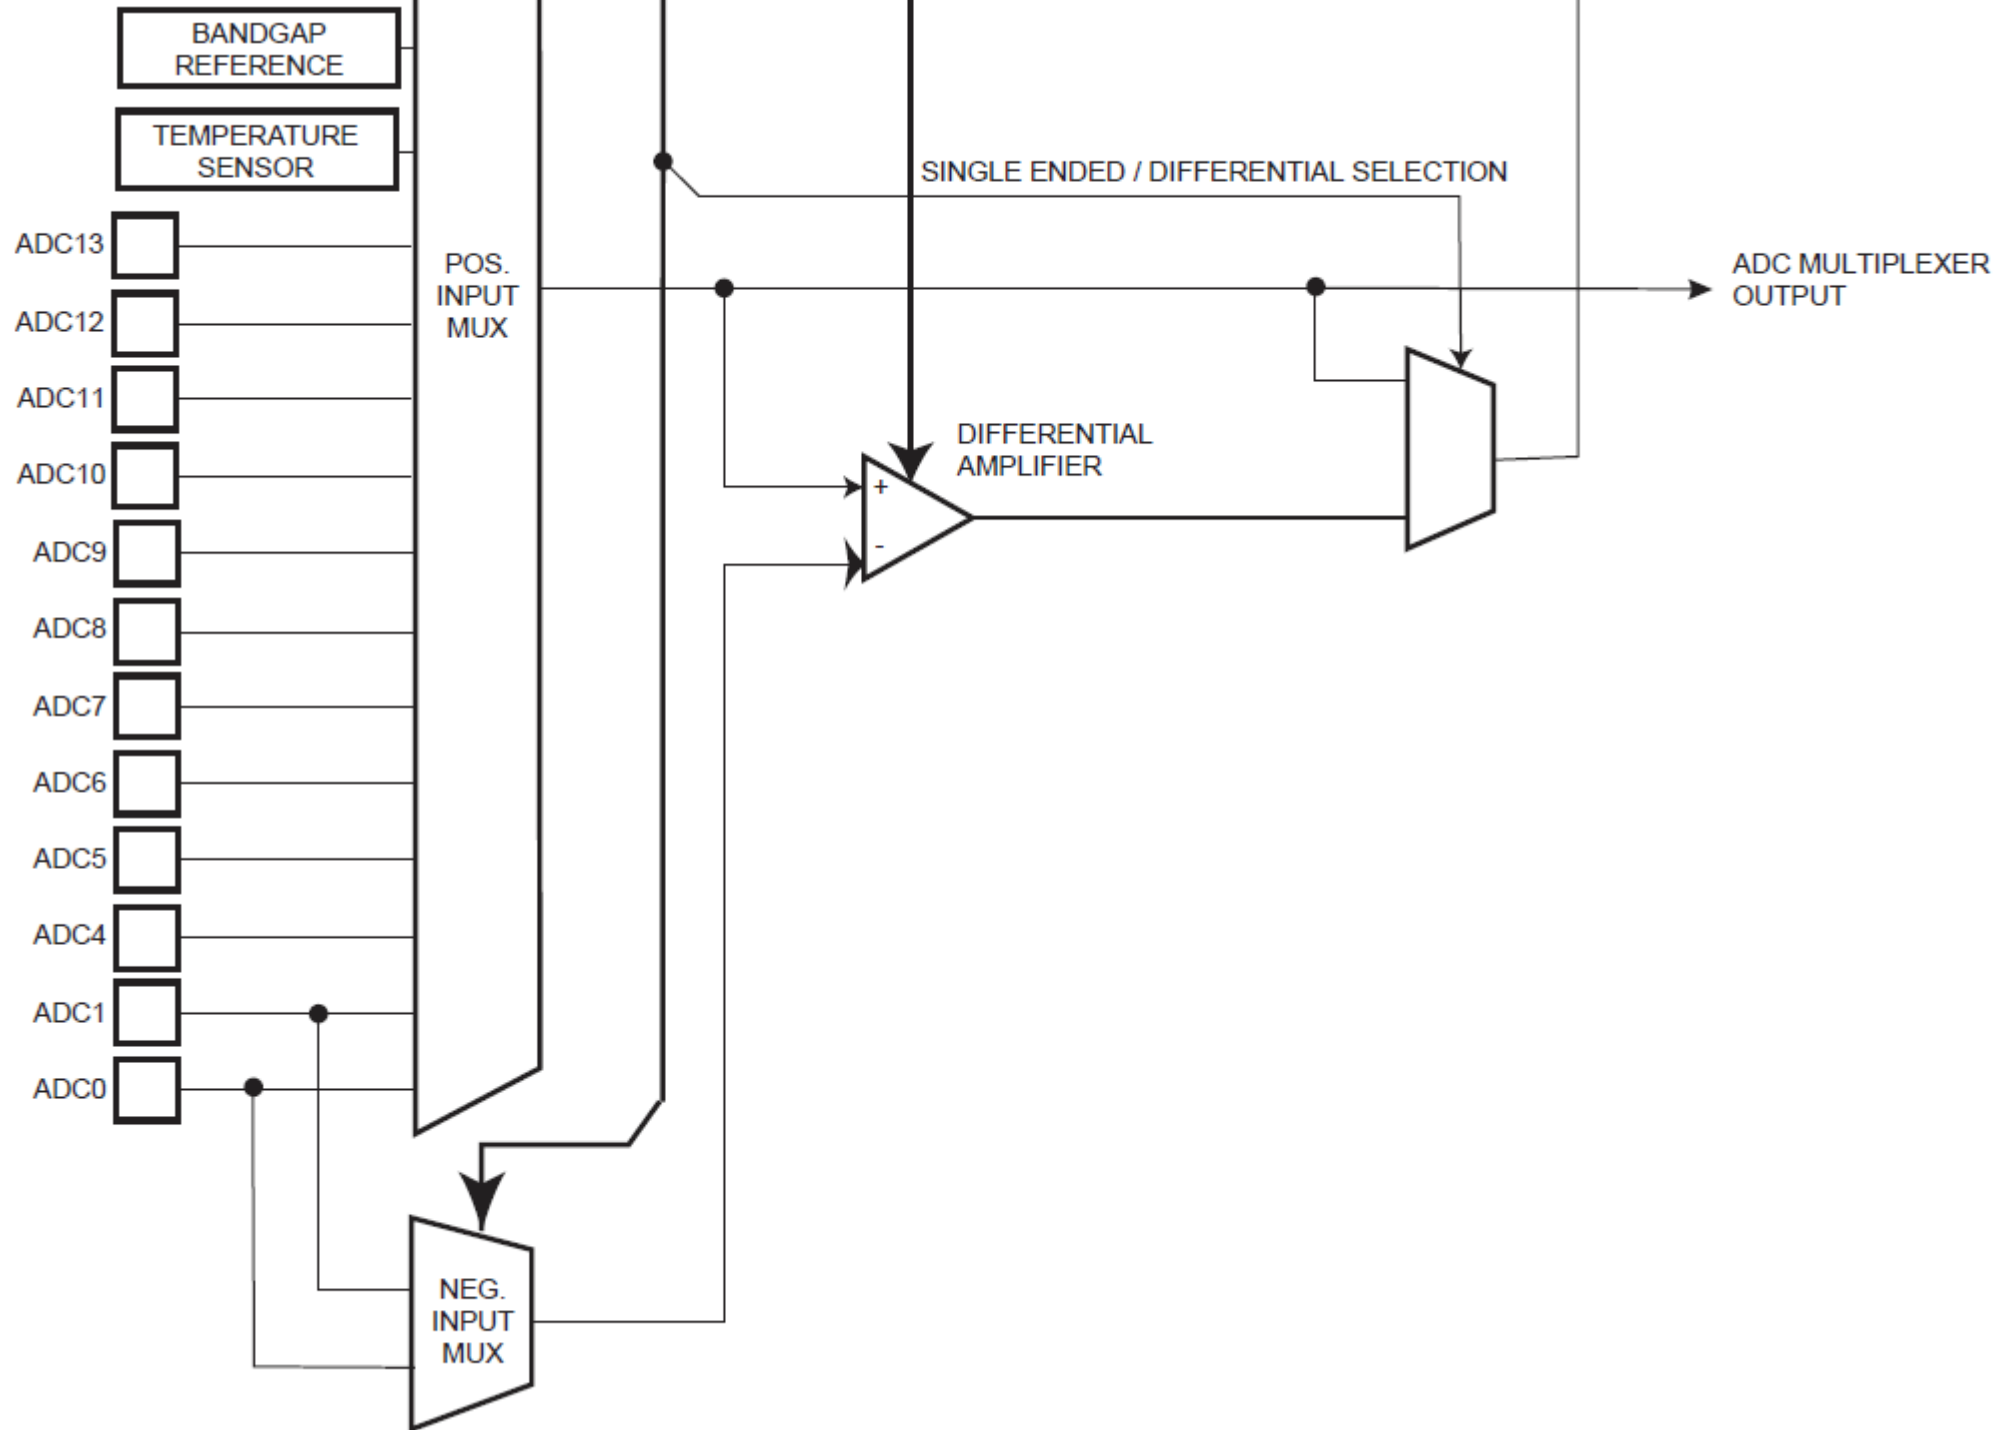 BANDGAP
REFERENCE
TEMPERATURE
SENSOR
SINGLE ENDED / DIFFERENTIAL SELECTION
ADC13
POS.
INPUT
MUX
ADC MULTIPLEXER
OUTPUT
ADC12
ADC11
ADC10
DIFFERENTIAL
AMPLIFIER
+
-
ADC9
ADC8
ADC7
ADC6
ADC5
ADC4
ADC1
ADC0
NEG.
INPUT
MUX